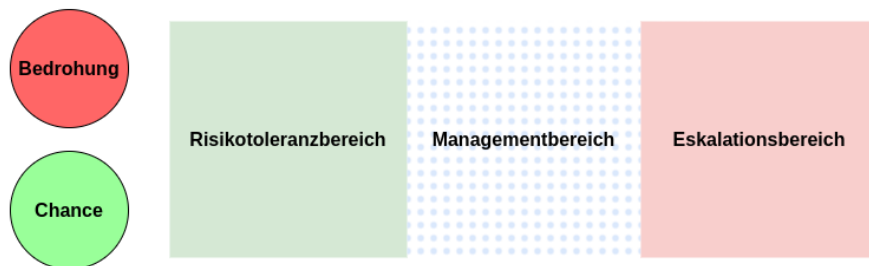 Bedrohung
Risikotoleranzbereich
Managementbereich
Eskalationsbereich
Chance